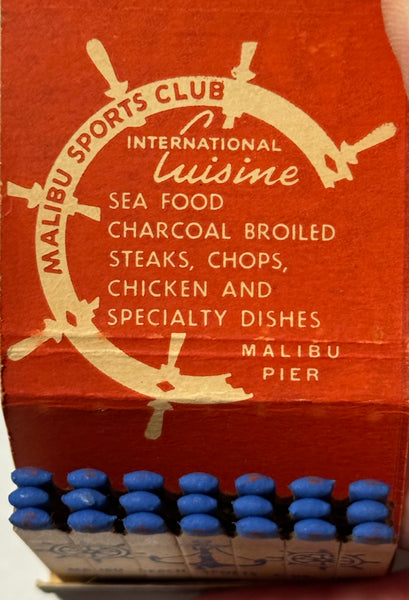 MALIBU SPORTS CLUB
INTERNATIONAL
Cuisine
SEA FOOD
CHARCOAL BROILED
STEAKS, CHOPS,
CHICKEN AND
SPECIALTY DISHES
MALIBU
PIER